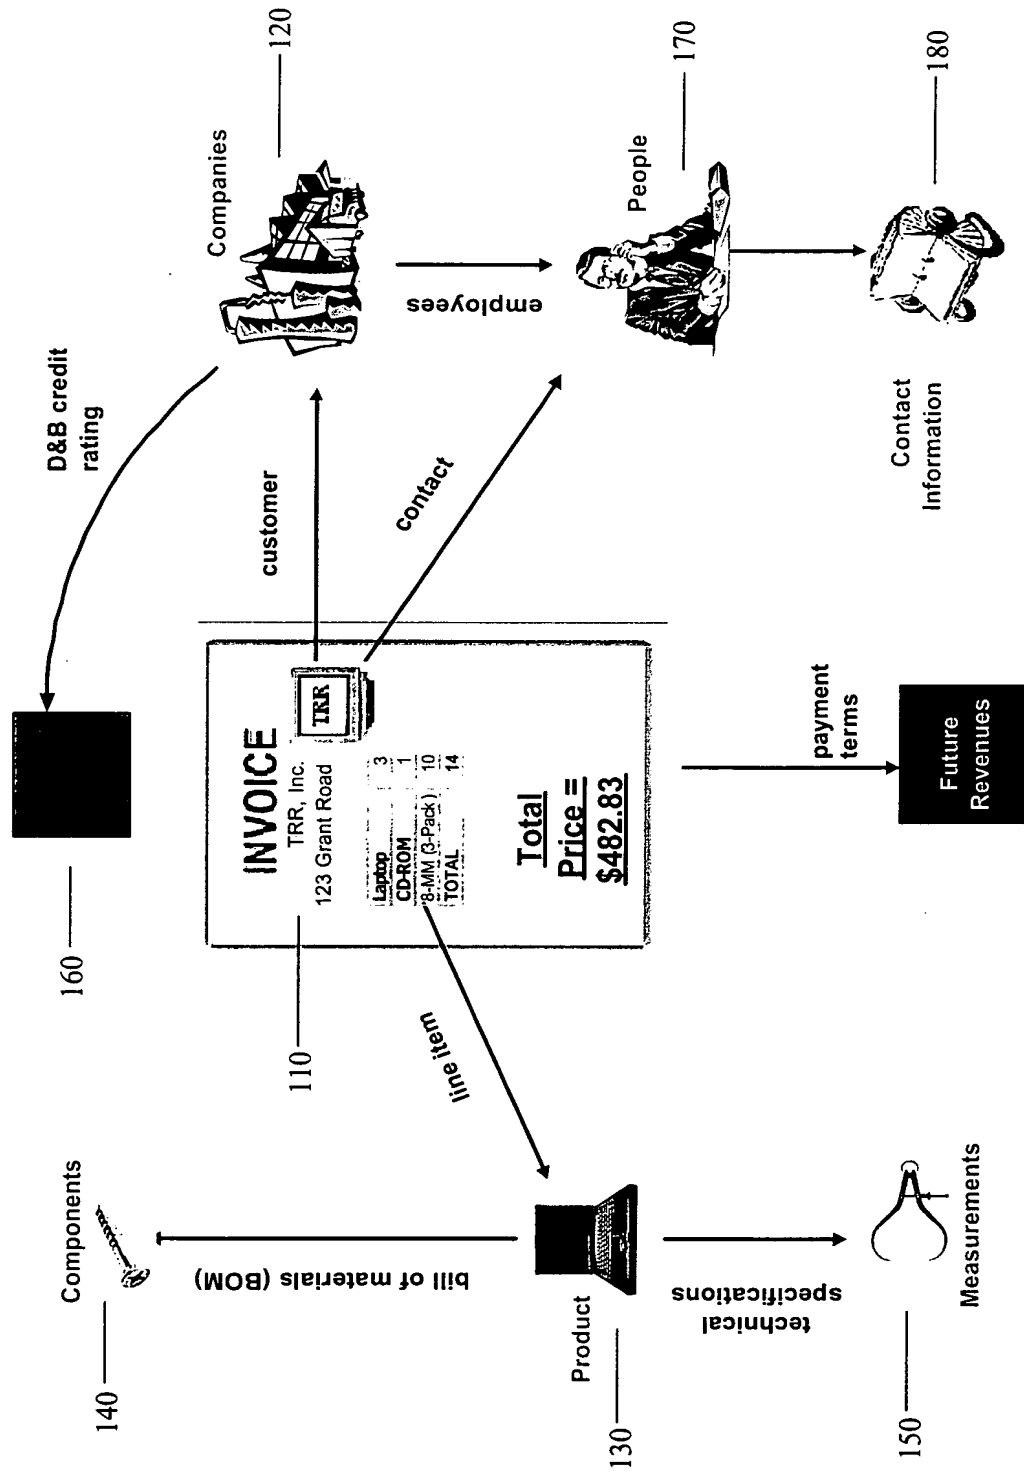 160
D&B credit
rating
120
Companies
140
Components
110
INVOICE
TRR, Inc.
123 Grant Road
TRR
Laptop 3
CD-ROM 1
8-MM (3-Pack) 10
TOTAL 14
Total
Price =
$482.83
customer
contact
employees
170
People
line item
bill of materials (BOM)
130
Product
technical
specifications
payment
terms
Future
Revenues
150
Measurements
Contact
Information
180